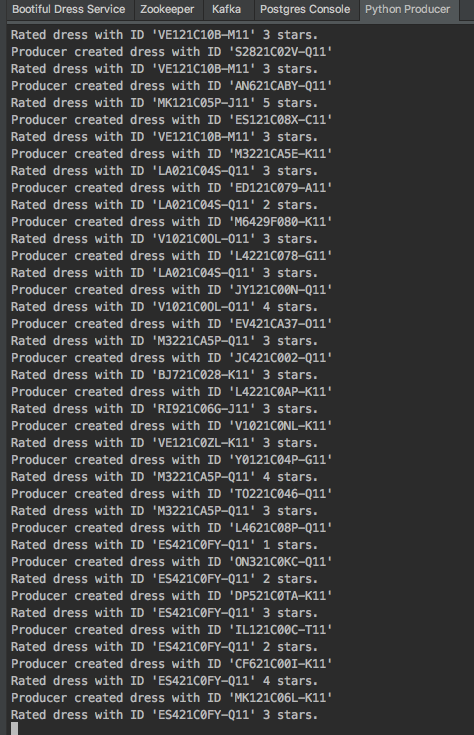 Bootiful Dress Service Zookeeper Kafka Postgres Console Python Producer
Rated dress with ID 'VE121C10B-M11' 3 stars.
Producer created dress with ID 'S2821C02V-Q11'
Rated dress with ID 'VE121C10B-M11' 3 stars.
Producer created dress with ID 'AN621CABY-Q11'
Rated dress with ID 'MK121C05P-J11' 5 stars.
Producer created dress with ID 'ES121C08X-C11'
Rated dress with ID 'VE121C10B-M11' 3 stars.
Producer created dress with ID 'M3221CA5E-K11'
Rated dress with ID 'LA021C04S-Q11' 3 stars.
Producer created dress with ID 'ED121C079-A11'
Rated dress with ID 'LA021C04S-Q11' 2 stars.
Producer created dress with ID 'M6429F080-K11'
Rated dress with ID 'V1021C0OL-O11' 3 stars.
Producer created dress with ID 'L4221C078-G11'
Rated dress with ID 'LA021C04S-Q11' 3 stars.
Producer created dress with ID 'JY121C00N-Q11'
Rated dress with ID 'V1021C0OL-O11' 4 stars.
Producer created dress with ID 'EV421CA37-O11'
Rated dress with ID 'M3221CA5P-Q11' 3 stars.
Producer created dress with ID 'JC421C002-Q11'
Rated dress with ID 'BJ721C028-K11' 3 stars.
Producer created dress with ID 'L4221C0AP-K11'
Rated dress with ID 'RI921C06G-J11' 3 stars.
Producer created dress with ID 'V1021C0NL-K11'
Rated dress with ID 'VE121C0ZL-K11' 3 stars.
Producer created dress with ID 'Y0121C04P-G11'
Rated dress with ID 'M3221CA5P-Q11' 4 stars.
Producer created dress with ID 'TO221C046-Q11'
Rated dress with ID 'M3221CA5P-Q11' 3 stars.
Producer created dress with ID 'L4621C08P-Q11'
Rated dress with ID 'ES421C0FY-Q11' 1 stars.
Producer created dress with ID 'ON321C0KC-Q11'
Rated dress with ID 'ES421C0FY-Q11' 2 stars.
Producer created dress with ID 'DP521C0TA-K11'
Rated dress with ID 'ES421C0FY-Q11' 3 stars.
Producer created dress with ID 'IL121C00C-T11'
Rated dress with ID 'ES421C0FY-Q11' 2 stars.
Producer created dress with ID 'CF621C00I-K11'
Rated dress with ID 'ES421C0FY-Q11' 4 stars.
Producer created dress with ID 'MK121C06L-K11'
Rated dress with ID 'ES421C0FY-Q11' 3 stars.